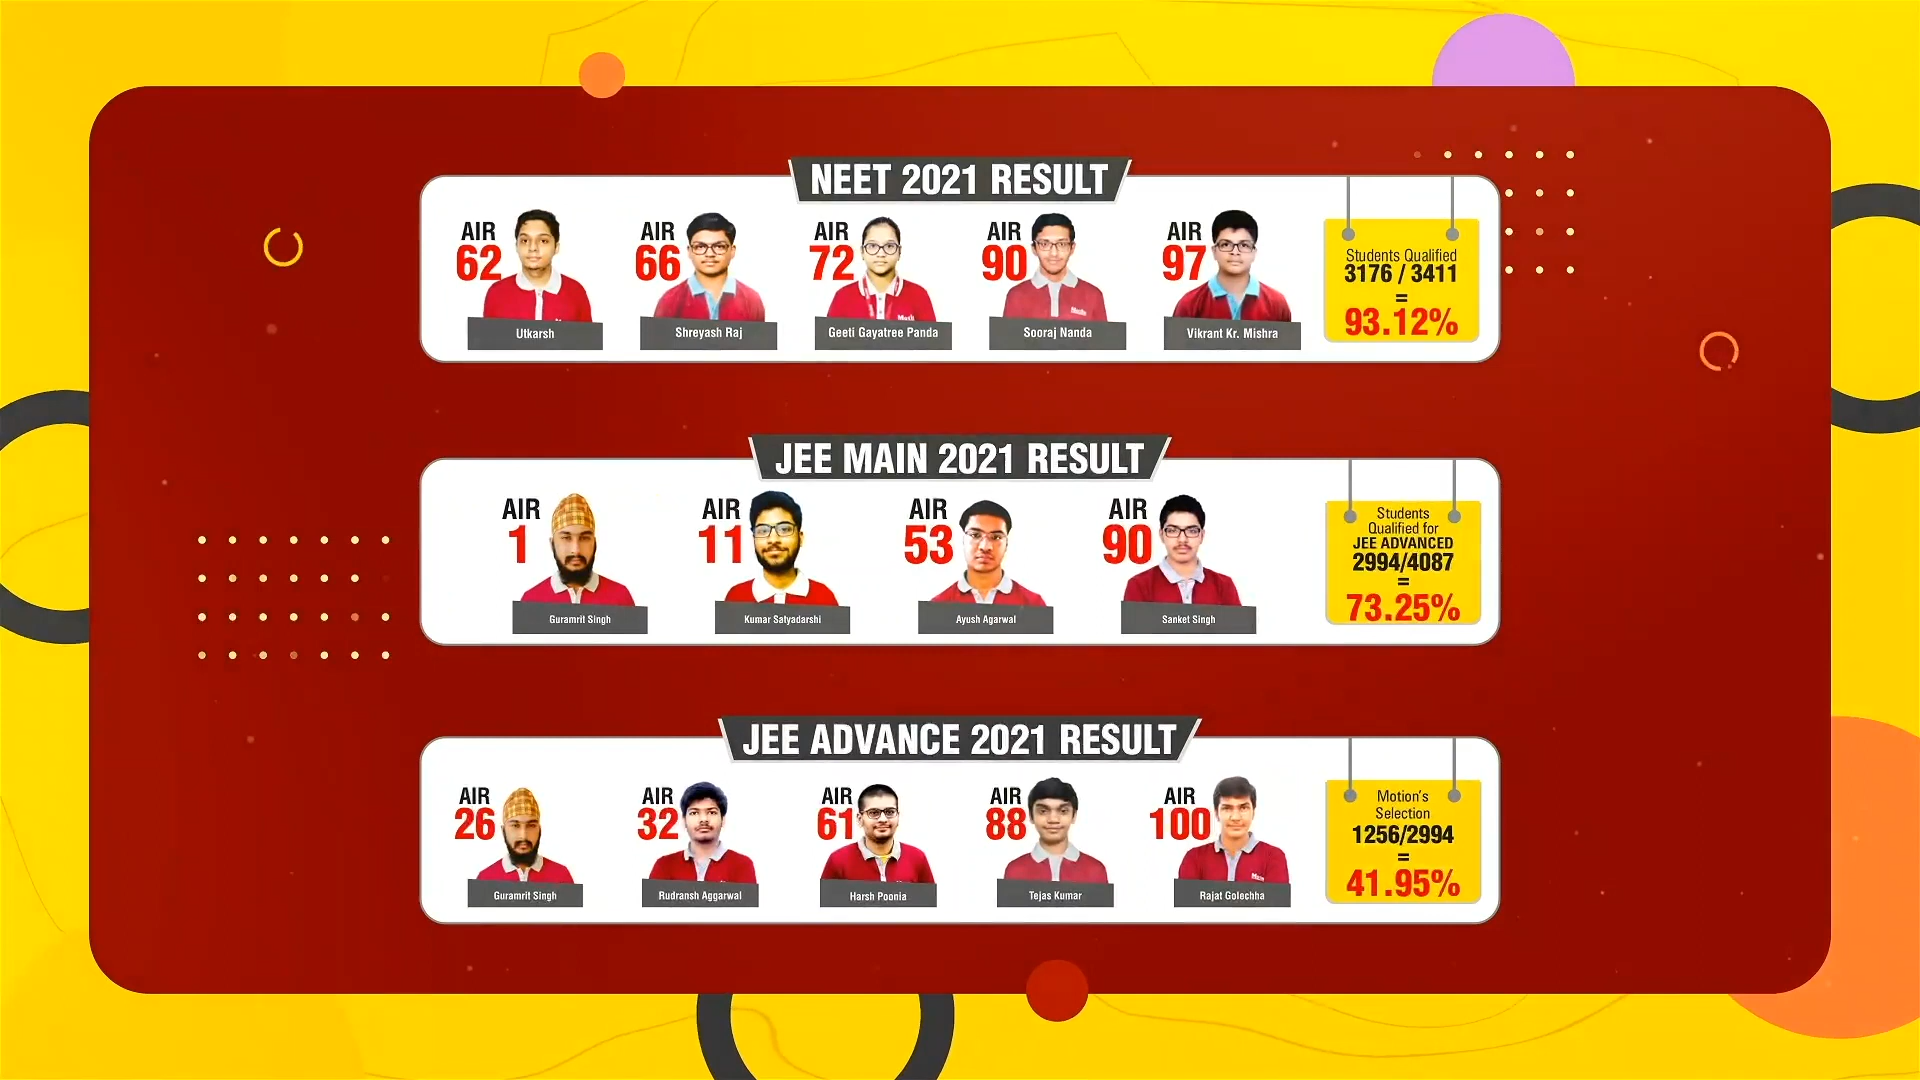 NEET 2021 RESULT
AIR
62
Utkarsh
AIR
66
Shreyash Raj
AIR
72
Geeti Gayatree Panda
AIR
90
Sooraj Nanda
AIR
97
Vikrant Kr. Mishra
Students Qualified
3176 / 3411
=
93.12%
JEE MAIN 2021 RESULT
AIR
1
Guramrit Singh
AIR
11
Kumar Satyadarshi
AIR
53
Ayush Agarwal
AIR
90
Sanket Singh
Students
Qualified for
JEE ADVANCED
2994/4087
=
73.25%
JEE ADVANCE 2021 RESULT
AIR
26
Guramrit Singh
AIR
32
Rudransh Aggarwal
AIR
61
Harsh Poonia
AIR
88
Tejas Kumar
AIR
100
Rajat Golechha
Motion's
Selection
1256/2994
=
41.95%